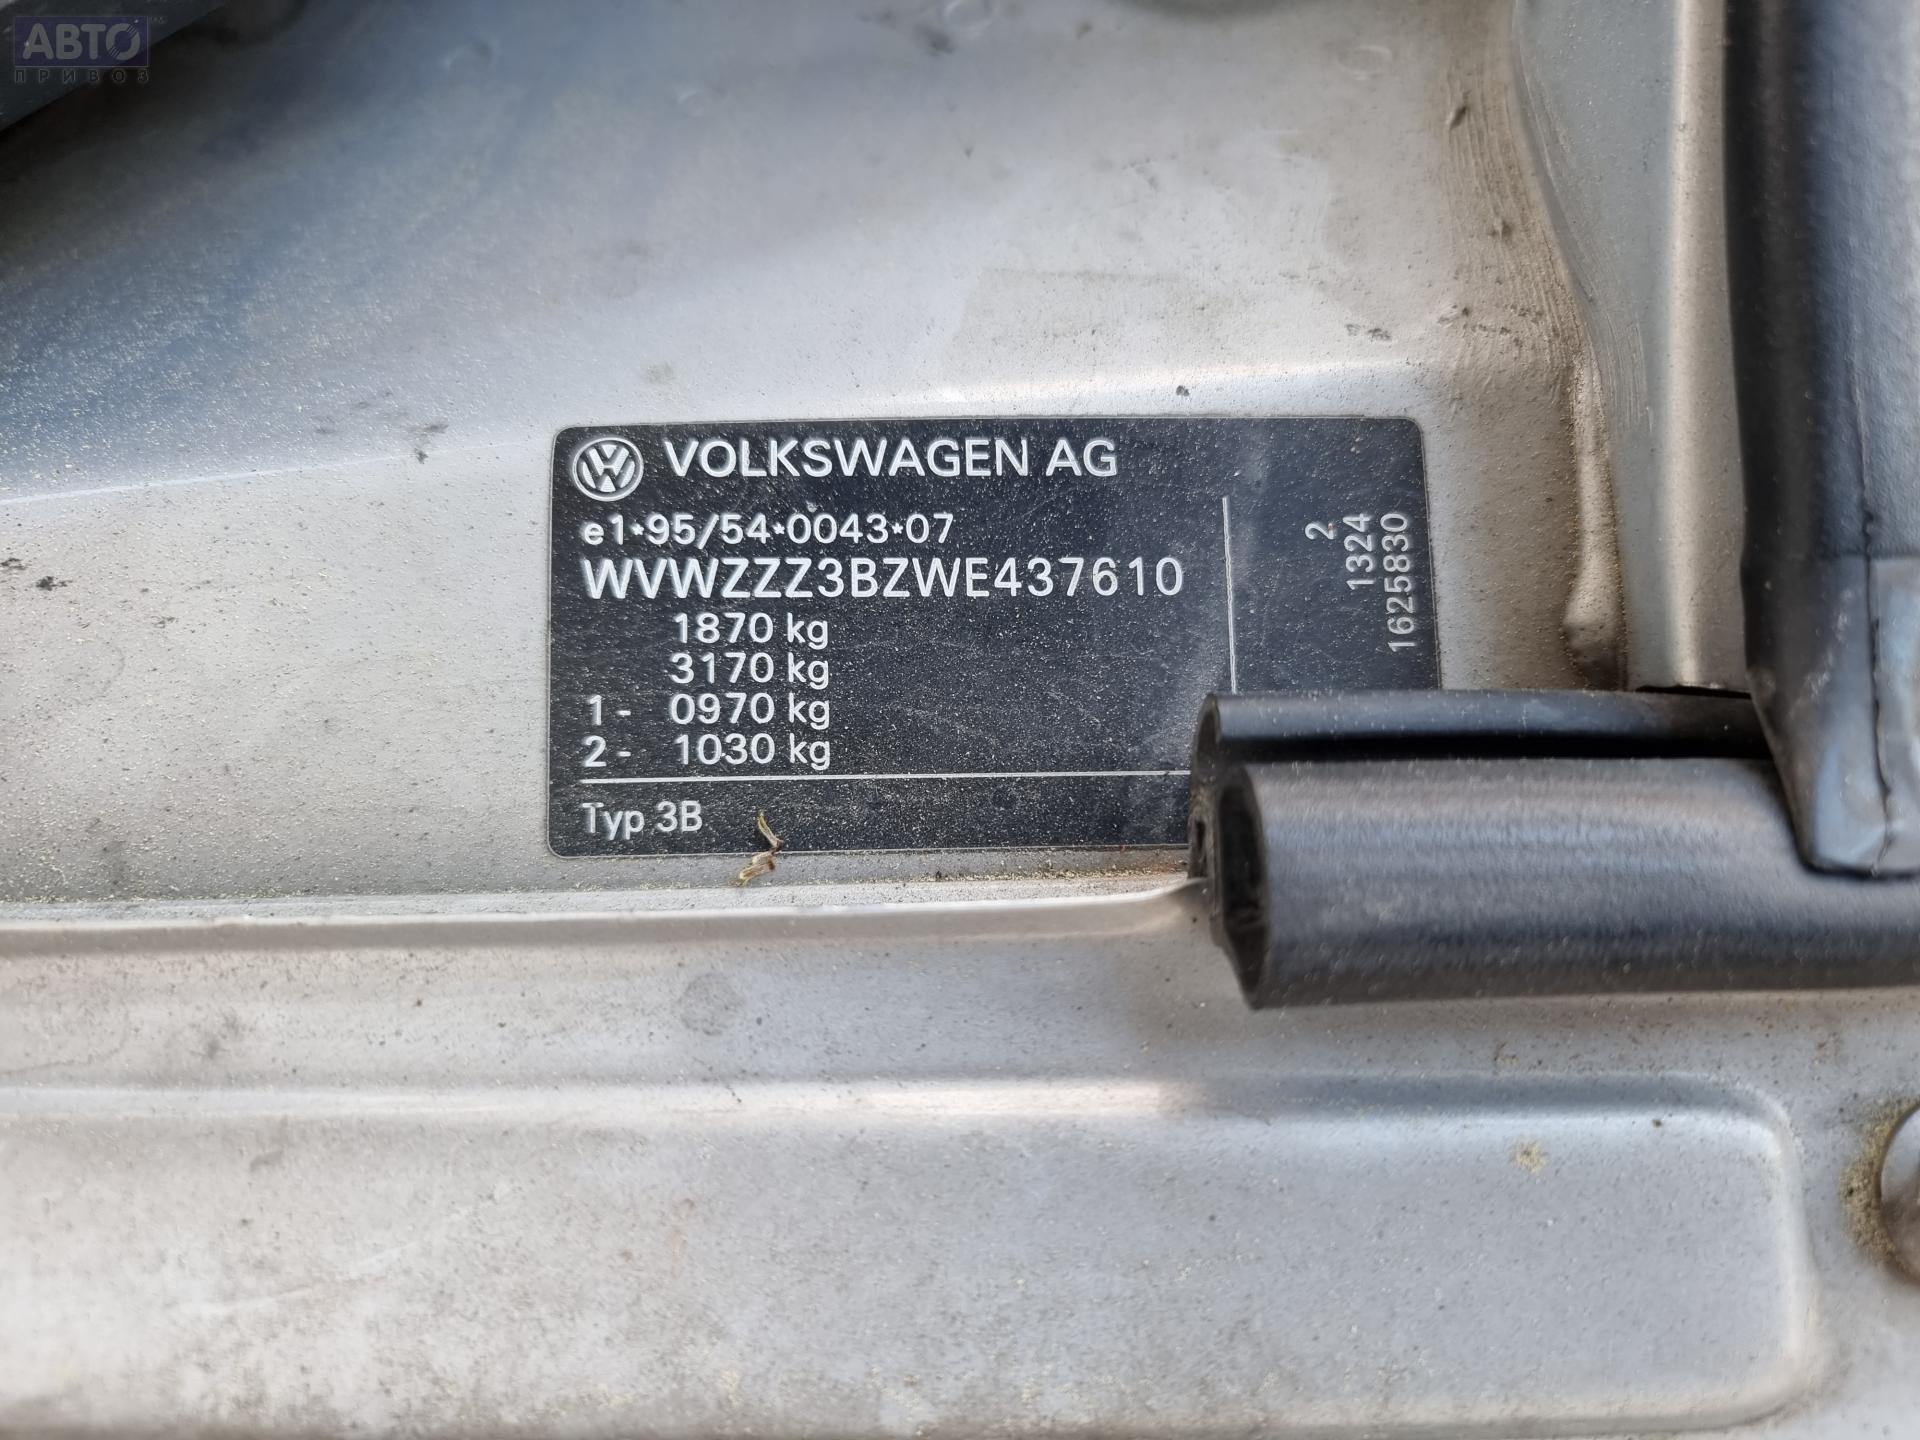 АВТО
ПРИВОЗ
VOLKSWAGEN AG
e1*95/54*0043*07
WVWZZZ3BZWE437610
1870 kg
3170 kg
1- 0970 kg
2- 1030 kg
Typ 3B
2
1324
1625830